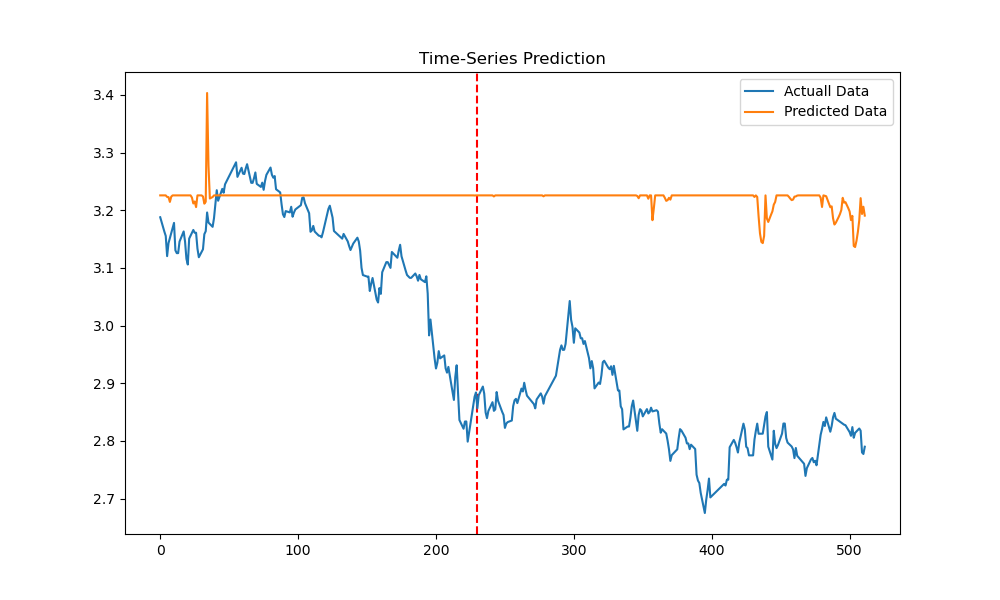 Time-Series Prediction
Actuall Data
Predicted Data
3.4
3.3
3.2
3.1
3.0
2.9
2.8
2.7
0 100 200 300 400 500